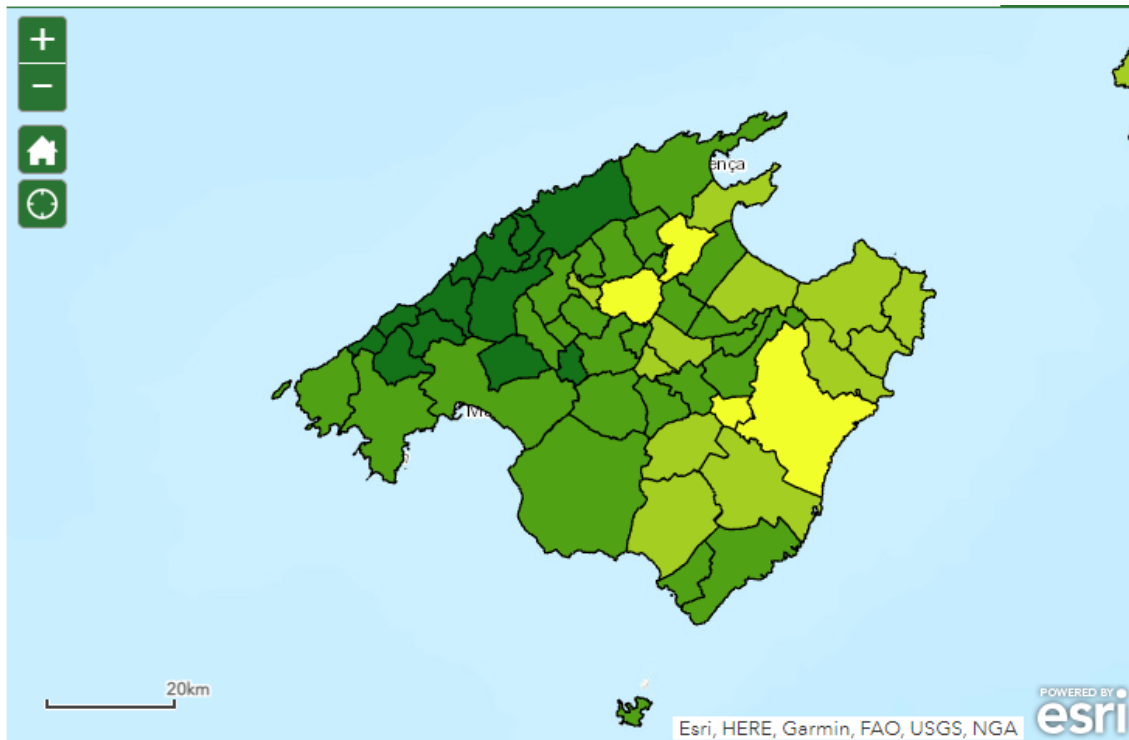 +
ença
−
20km
POWERED BY
esri
Esri, HERE, Garmin, FAO, USGS, NGA